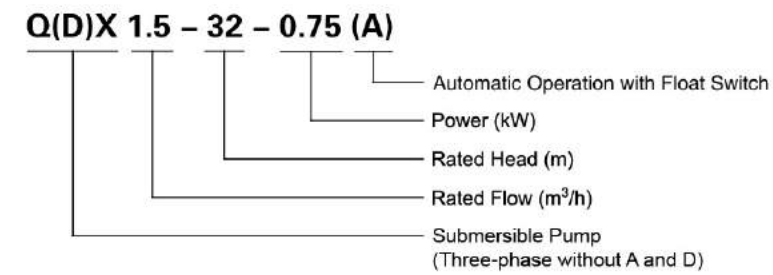 Q(D)X 1.5 – 32 – 0.75 (A)
Automatic Operation with Float Switch
Power (kW)
Rated Head (m)
Rated Flow (m³/h)
Submersible Pump
(Three-phase without A and D)